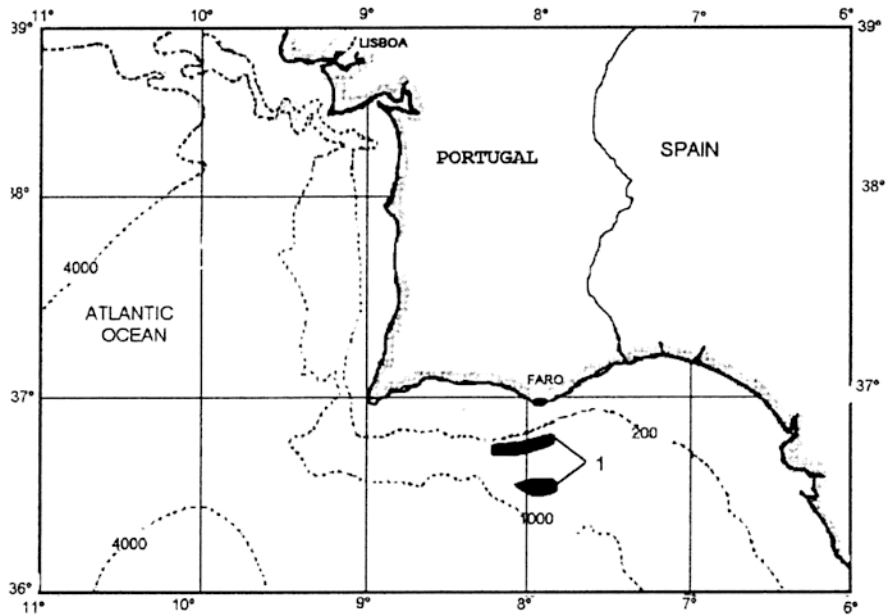 11° 10° 9° 8° 7° 6°
39° 39°
LISBOA
PORTUGAL SPAIN
38° 38°
4000
ATLANTIC
OCEAN
FARO
37° 37°
200
1
1000
4000
36° 36°
11° 10° 9° 8° 7° 6°